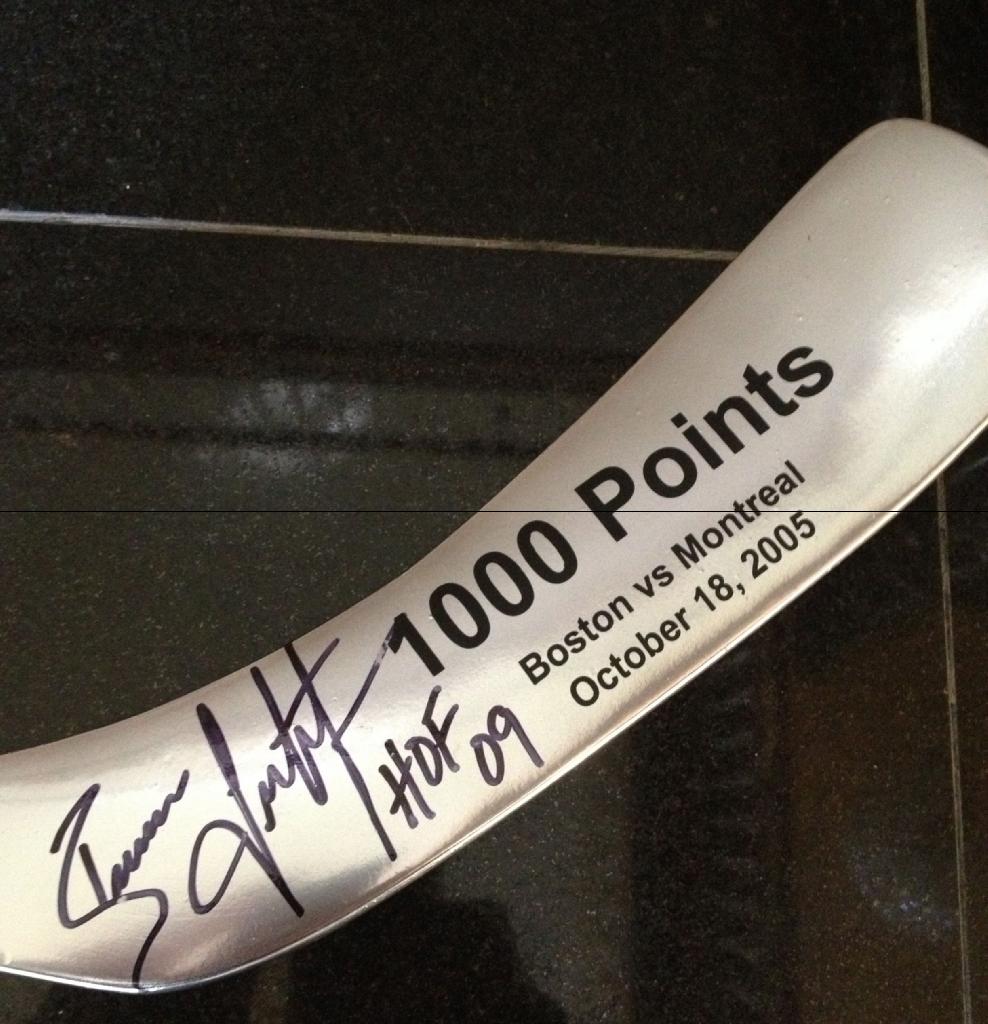 1000 Points
Boston vs Montreal
October 18, 2005
HOF 09